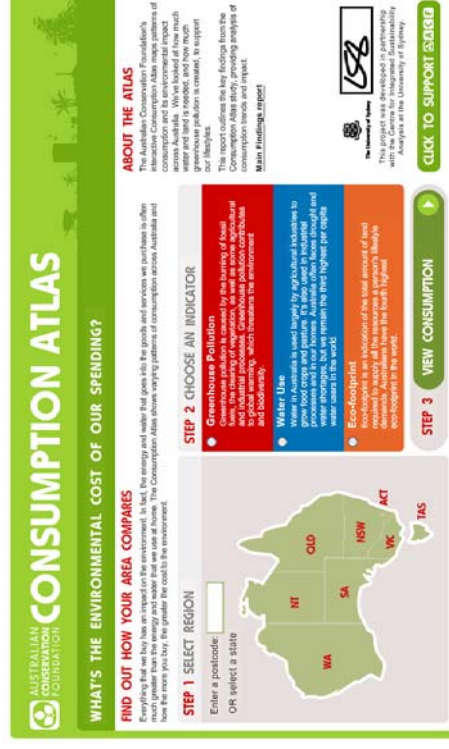 AUSTRALIAN
CONSERVATION
FOUNDATION
CONSUMPTION ATLAS
WHAT'S THE ENVIRONMENTAL COST OF OUR SPENDING?
FIND OUT HOW YOUR AREA COMPARES
Everything that we buy has an impact on the environment. In fact, the energy and water that goes into the goods and services we purchase is often
much greater than the energy and water that we use at home. The Consumption Atlas shows varying patterns of consumption across Australia and
how the more you buy, the greater the cost to the environment.
STEP 1 SELECT REGION
Enter a postcode:
OR select a state
WA
NT
SA
QLD
NSW
ACT
VIC
TAS
STEP 2 CHOOSE AN INDICATOR
Greenhouse Pollution
Greenhouse pollution is caused by the burning of fossil
fuels, the clearing of vegetation, as well as some agricultural
and industrial processes. Greenhouse pollution contributes
to global warming, which threatens the environment
and biodiversity.
Water Use
Water in Australia is used largely by agricultural industries to
grow food crops and pasture. It's also used in industrial
processes and in our homes. Australia often faces drought and
water shortages, but we remain the third highest per capita
water users in the world.
Eco-footprint
Eco-footprint is an indication of the total amount of land
required to supply all the resources a person's lifestyle
demands. Australians have the fourth highest
eco-footprint in the world.
STEP 3 VIEW CONSUMPTION
ABOUT THE ATLAS
The Australian Conservation Foundation's
interactive Consumption Atlas maps patterns of
consumption and its environmental impact
across Australia. We've looked at how much
water and land is needed, and how much
greenhouse pollution is created, to support
our lifestyles.
This report outlines the key findings from the
Consumption Atlas study, providing analysis of
consumption trends and impact.
Main Findings report
The University of Sydney
This project was developed in partnership
with the Centre for Integrated Sustainability
Analysis at the University of Sydney
CLICK TO SUPPORT